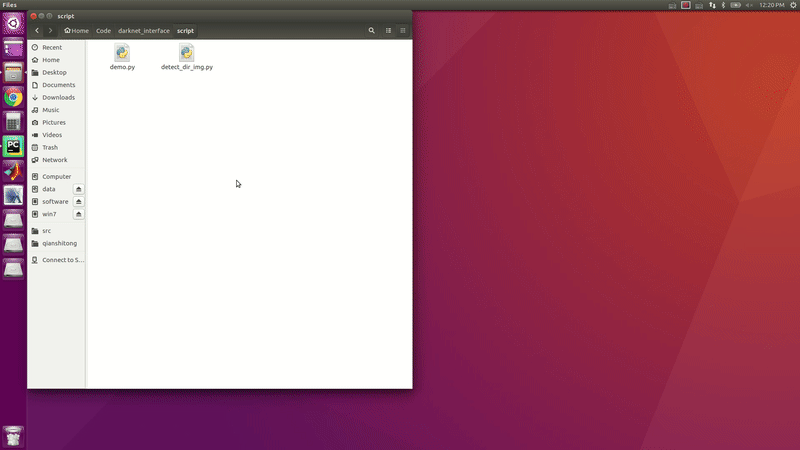 Files
12:20 PM
script
Home Code darknet_interface script
Recent
Home
Desktop
Documents
Downloads
Music
Pictures
Videos
Trash
Network
Computer
data
software
win7
src
qianshitong
Connect to S...
demo.py
detect_dir_img.py
PC